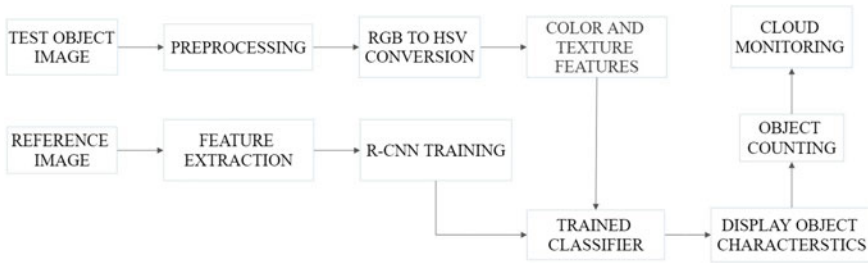 TEST OBJECT
IMAGE
PREPROCESSING
RGB TO HSV
CONVERSION
COLOR AND
TEXTURE
FEATURES
CLOUD
MONITORING
REFERENCE
IMAGE
FEATURE
EXTRACTION
R-CNN TRAINING
OBJECT
COUNTING
TRAINED
CLASSIFIER
DISPLAY OBJECT
CHARACTERSTICS